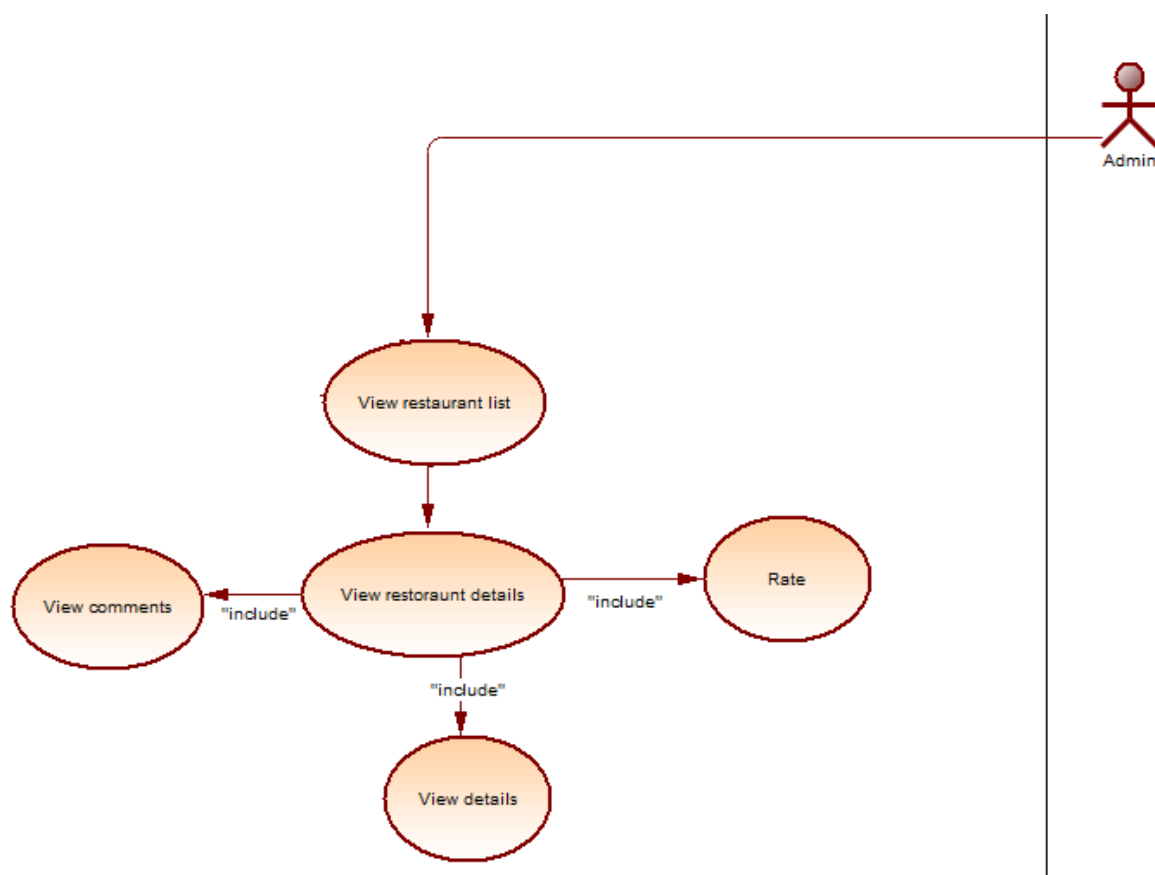 Admin
View restaurant list
View restoraunt details
Rate
View comments
"include"
"include"
"include"
View details